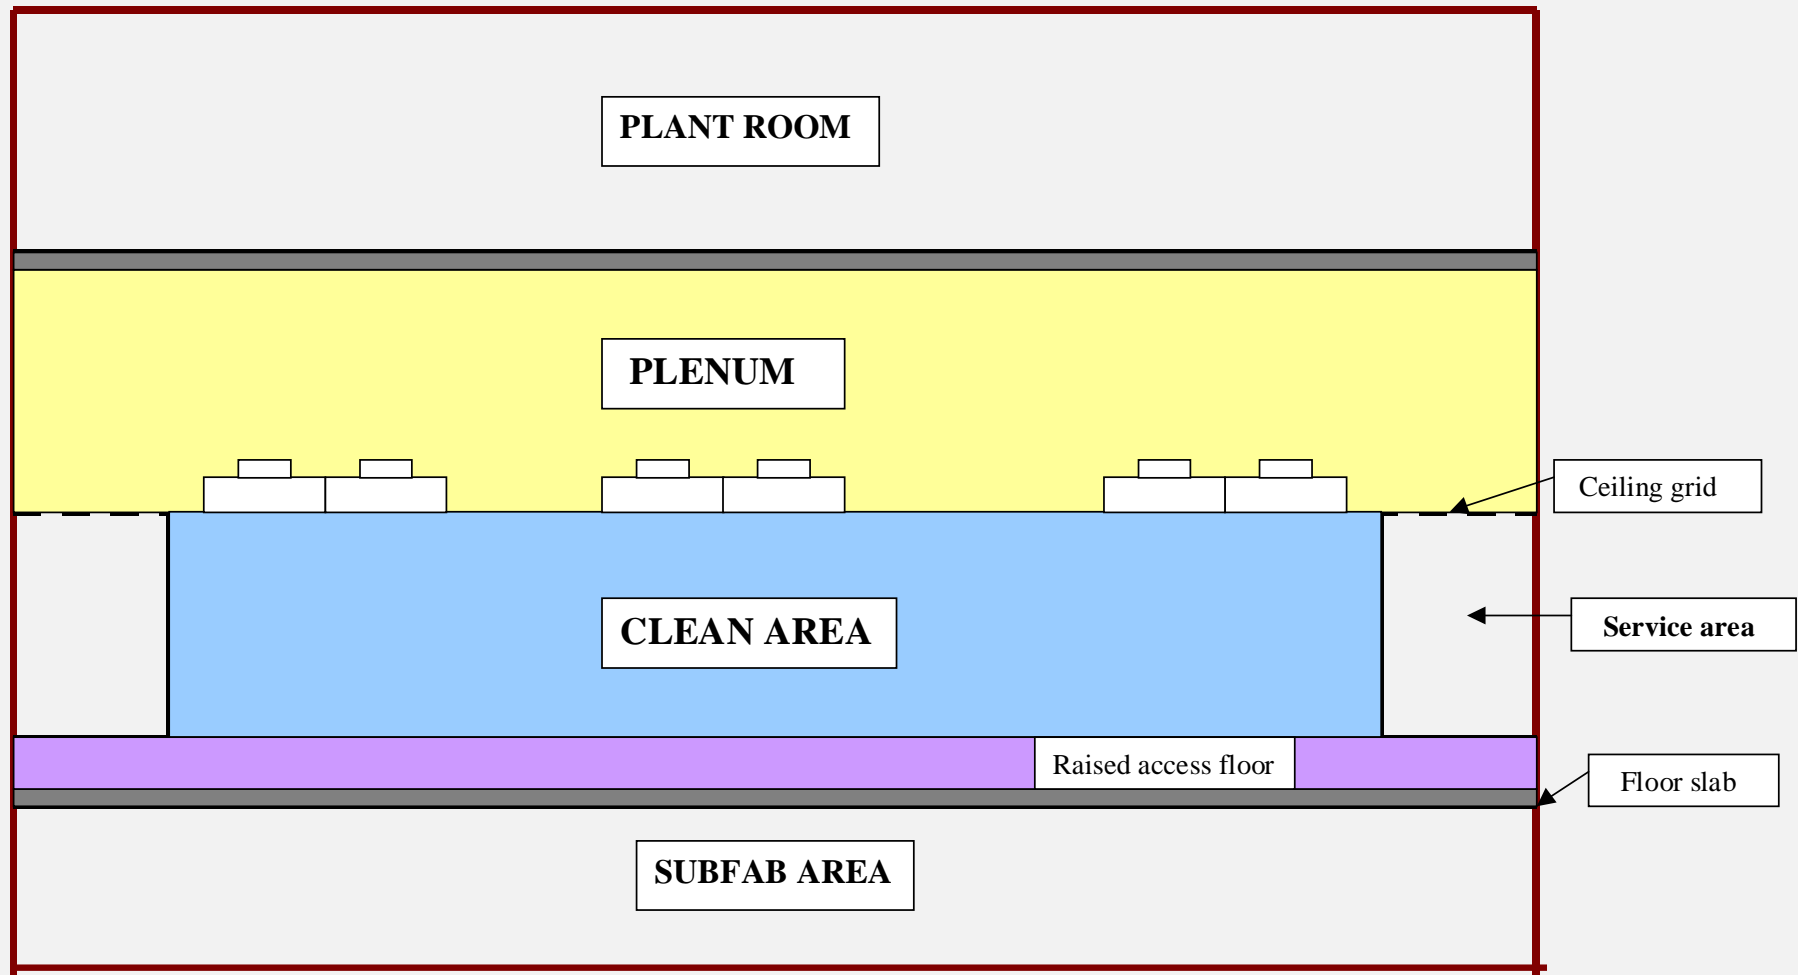 PLANT ROOM
PLENUM
Ceiling grid
CLEAN AREA
Service area
Raised access floor
Floor slab
SUBFAB AREA